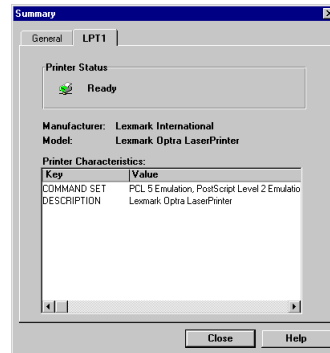 Summary
General LPT1
Printer Status
Ready
Manufacturer: Lexmark International
Model: Lexmark Optra LaserPrinter
Printer Characteristics:
Key Value
COMMAND SET PCL 5 Emulation, PostScript Level 2 Emulatio
DESCRIPTION Lexmark Optra LaserPrinter
Close Help